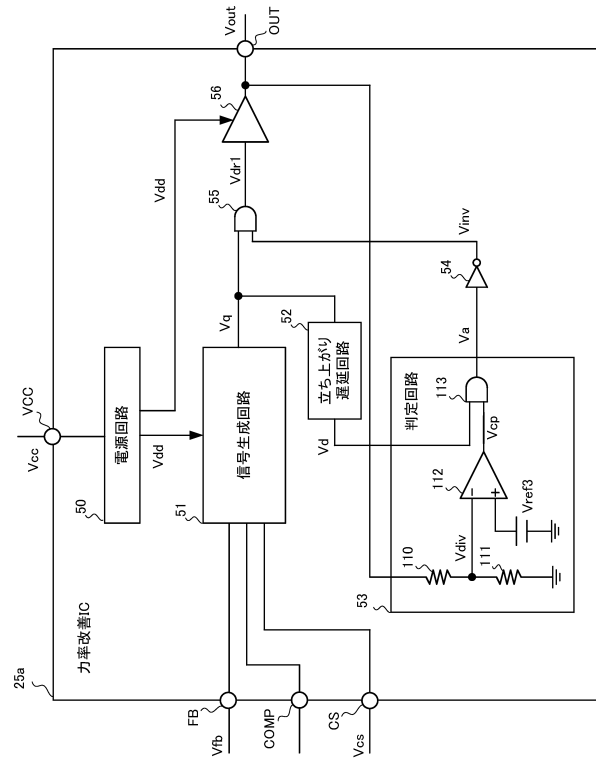 25a
力率改善IC
Vcc
VCC
50
電源回路
Vdd
Vdd
51
信号生成回路
FB
Vfb
COMP
CS
Vcs
Vq
52
立ち上がり
遅延回路
Vd
55
Vdr1
56
Vout
OUT
53
判定回路
110
111
Vdiv
112
Vref3
Vcp
113
Va
54
Vinv